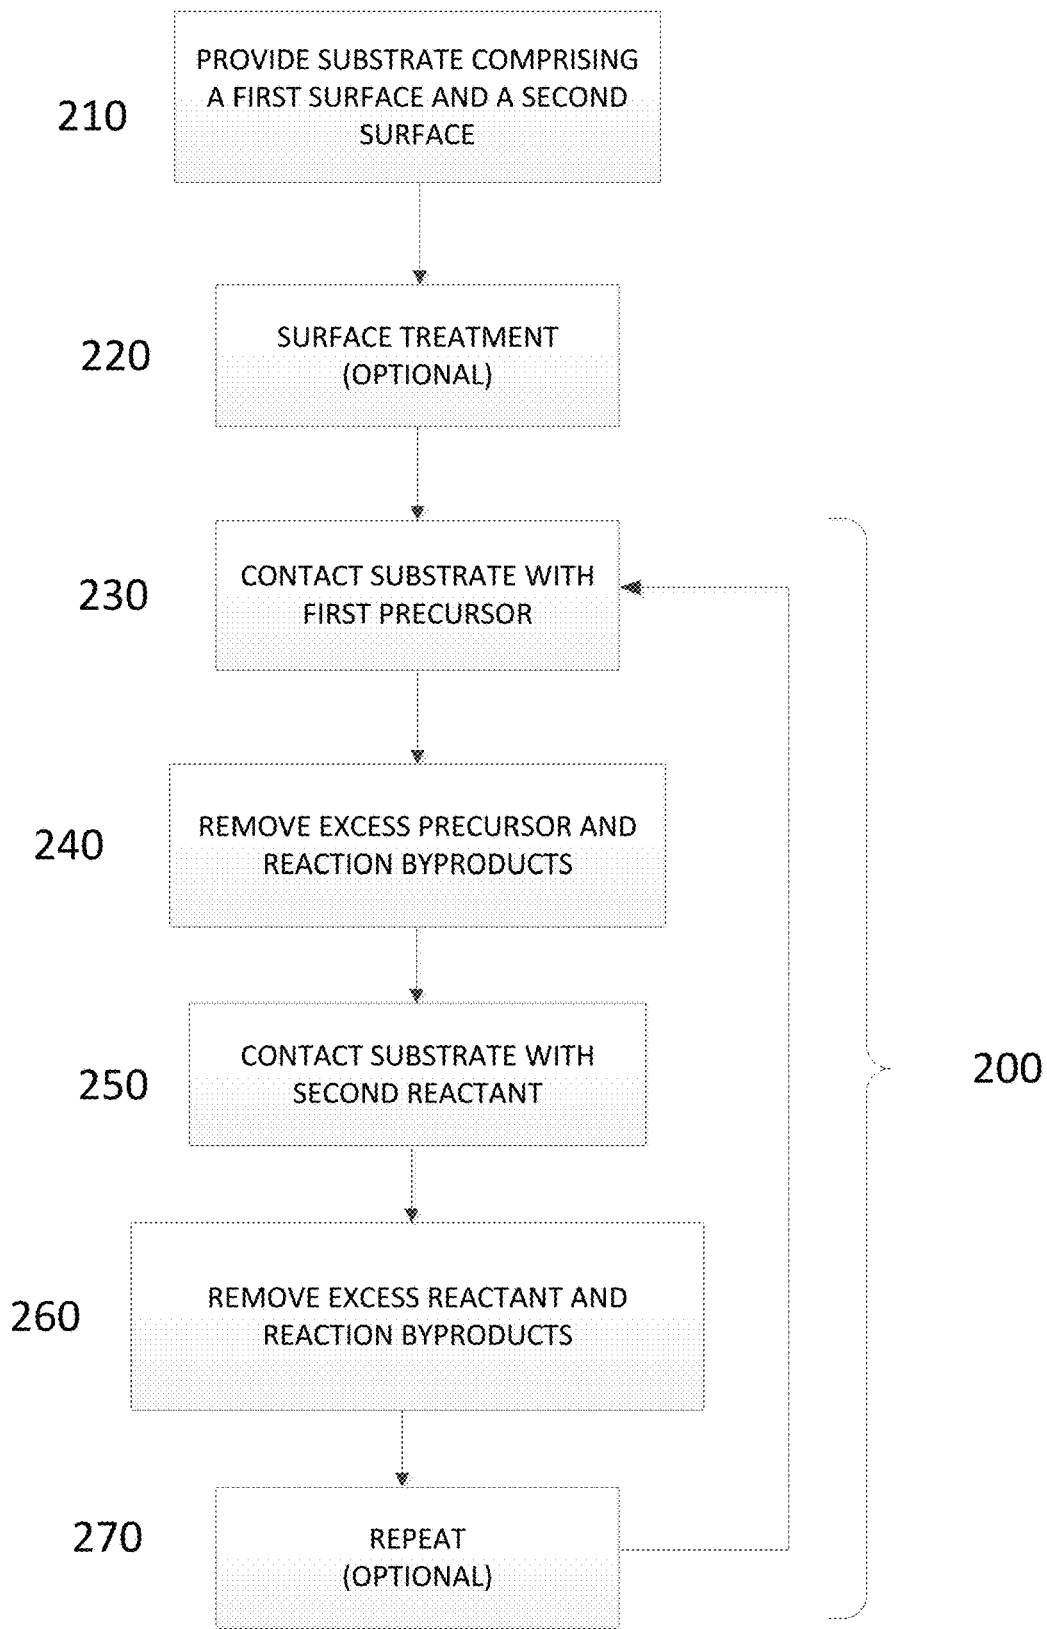 210
PROVIDE SUBSTRATE COMPRISING
A FIRST SURFACE AND A SECOND
SURFACE
220
SURFACE TREATMENT
(OPTIONAL)
230
CONTACT SUBSTRATE WITH
FIRST PRECURSOR
240
REMOVE EXCESS PRECURSOR AND
REACTION BYPRODUCTS
250
CONTACT SUBSTRATE WITH
SECOND REACTANT
200
260
REMOVE EXCESS REACTANT AND
REACTION BYPRODUCTS
270
REPEAT
(OPTIONAL)